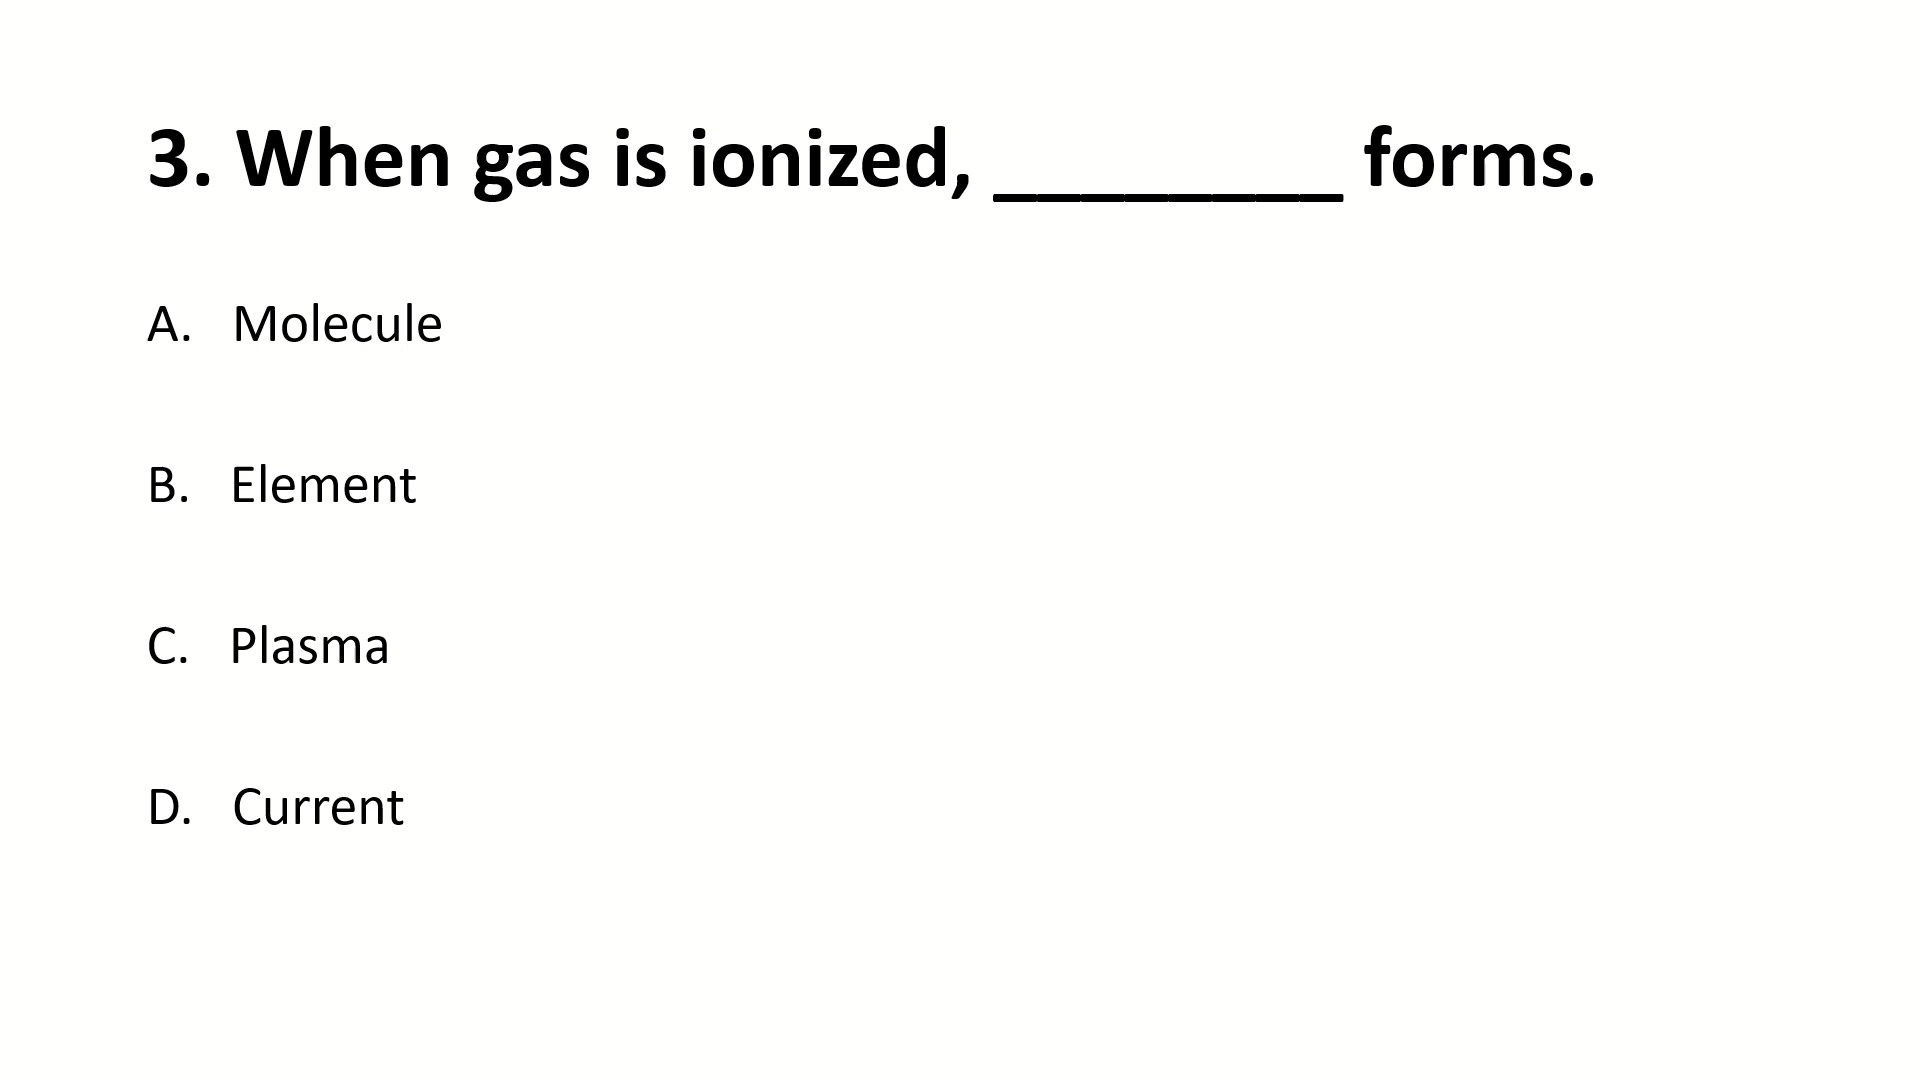 3. When gas is ionized, ________ forms.
A. Molecule
B. Element
C. Plasma
D. Current